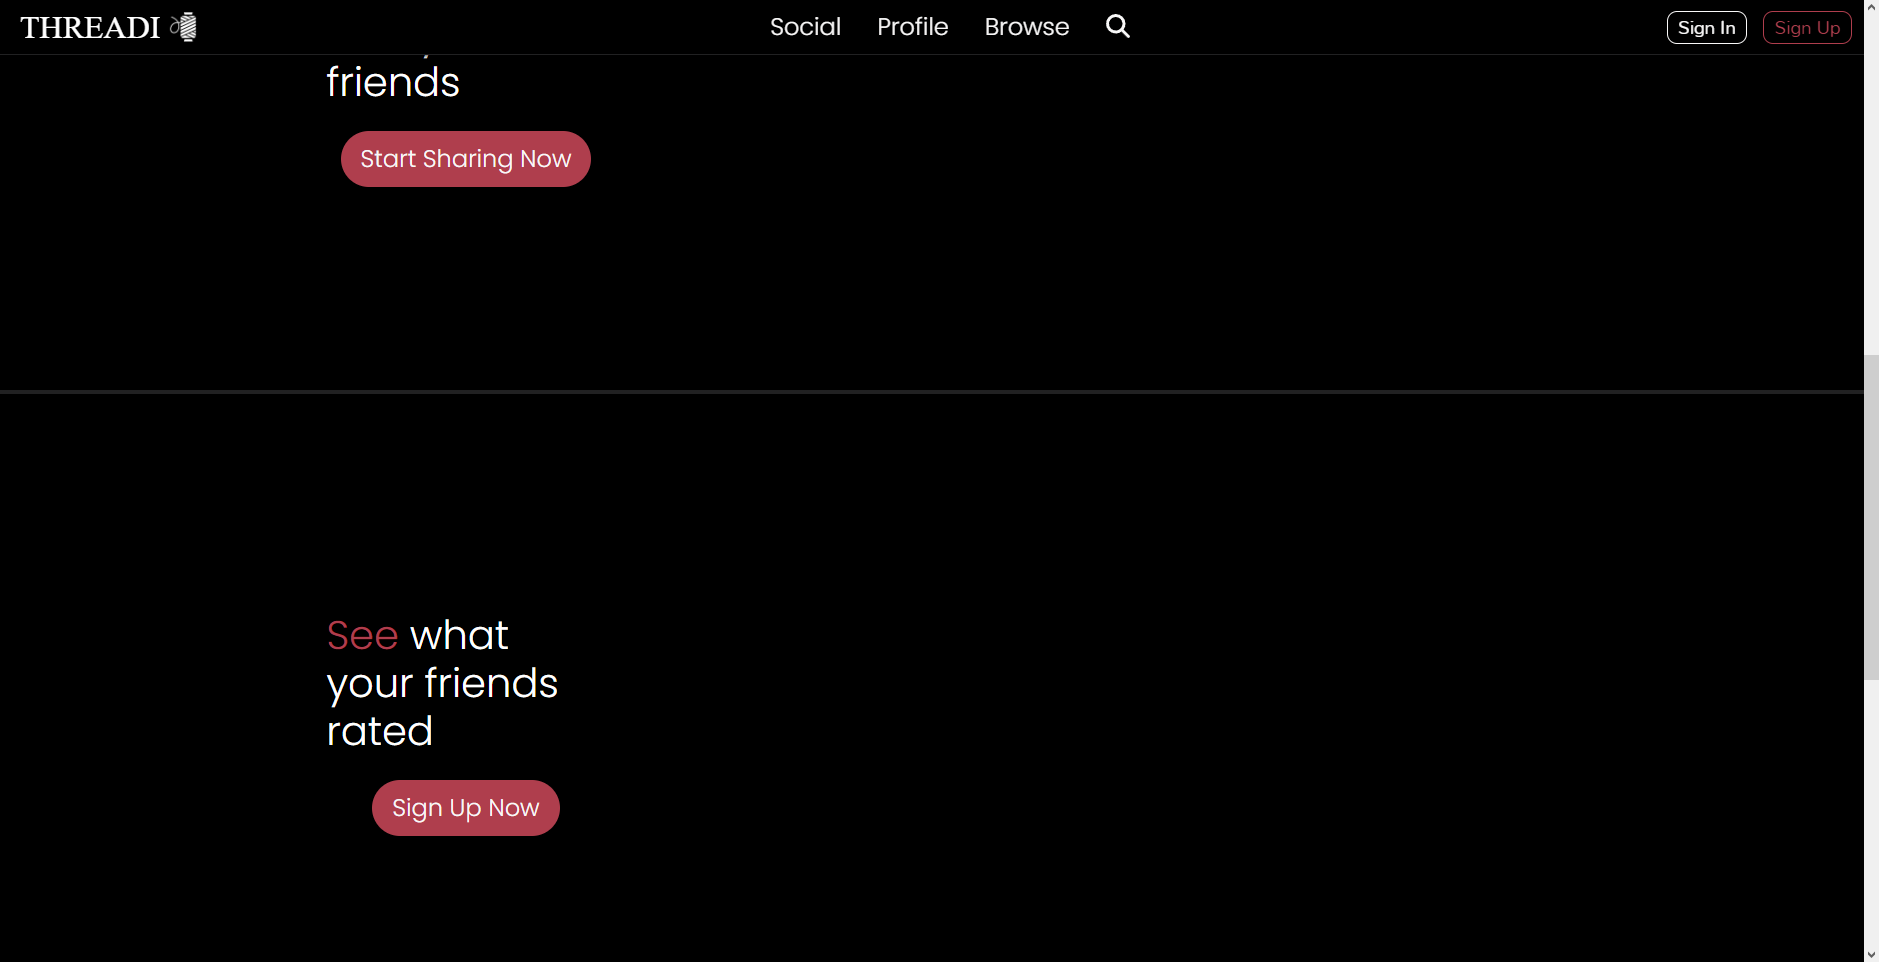 THREADI
Social Profile Browse
Sign In Sign Up
friends
Start Sharing Now
See what
your friends
rated
Sign Up Now